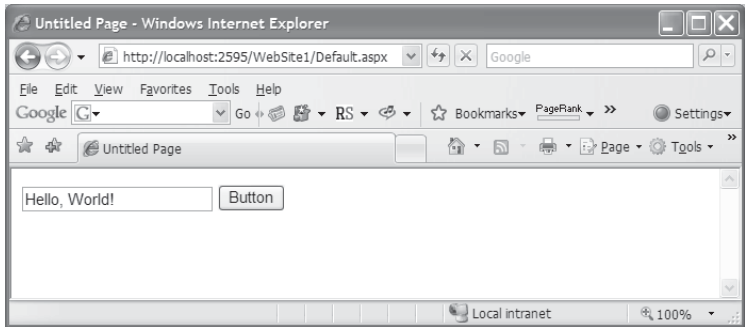 Untitled Page - Windows Internet Explorer
http://localhost:2595/WebSite1/Default.aspx
Google
File Edit View Favorites Tools Help
Google G Go RS Bookmarks PageRank >> Settings
Untitled Page Page Tools >>
Hello, World! Button
Local intranet 100%